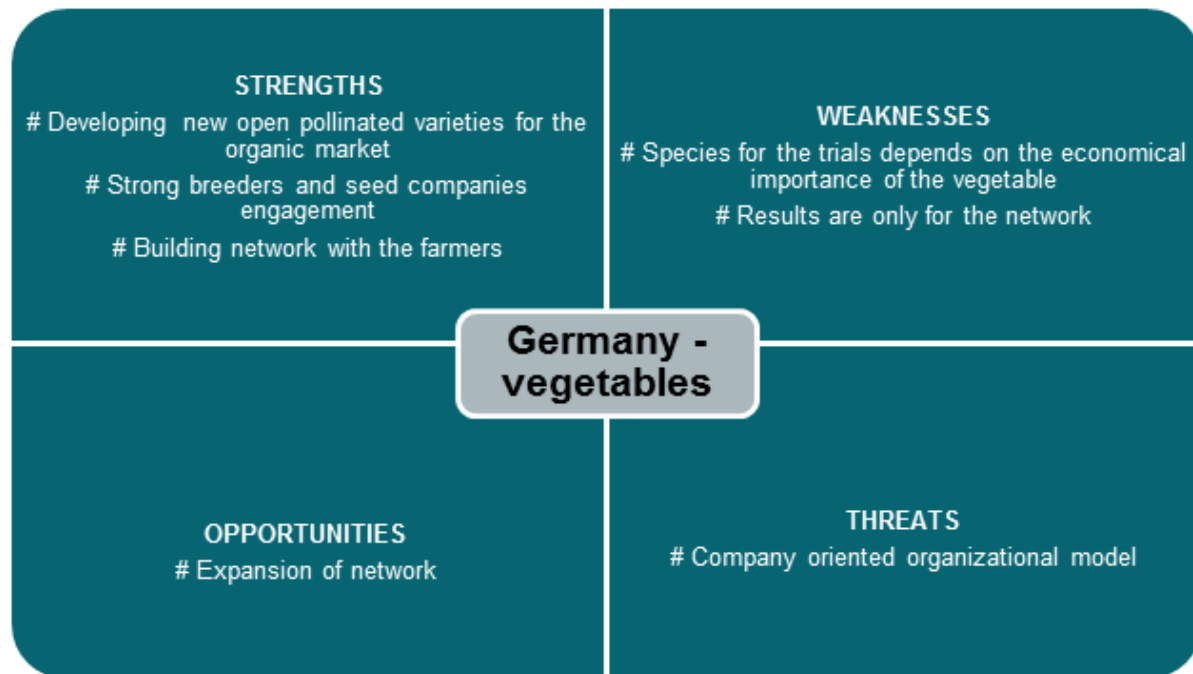 STRENGTHS
# Developing new open pollinated varieties for the
organic market
# Strong breeders and seed companies
engagement
# Building network with the farmers
WEAKNESSES
# Species for the trials depends on the economical
importance of the vegetable
# Results are only for the network
Germany -
vegetables
OPPORTUNITIES
# Expansion of network
THREATS
# Company oriented organizational model